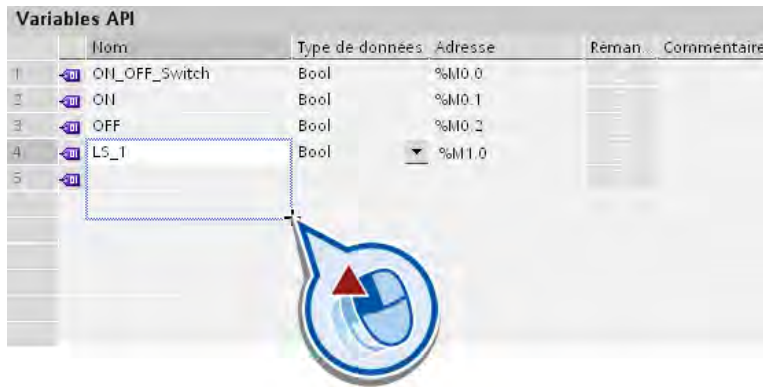 Variables API
Nom Type de données Adresse Réman... Commentaire
1 ON_OFF_Switch Bool %M0.0
2 ON Bool %M0.1
3 OFF Bool %M0.2
4 LS_1 Bool %M1.0
5